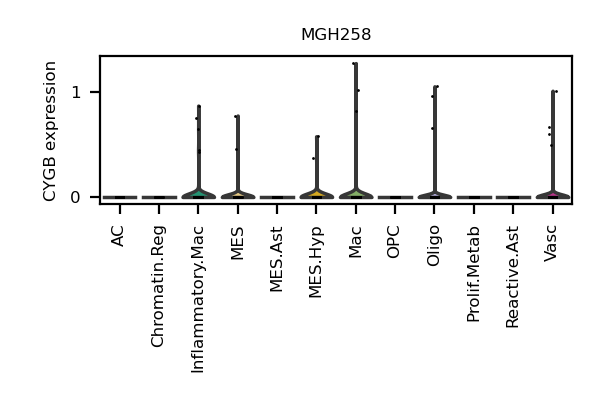 MGH258
CYGB expression
1
0
AC
Chromatin.Reg
Inflammatory.Mac
MES
MES.Ast
MES.Hyp
Mac
OPC
Oligo
Prolif.Metab
Reactive.Ast
Vasc